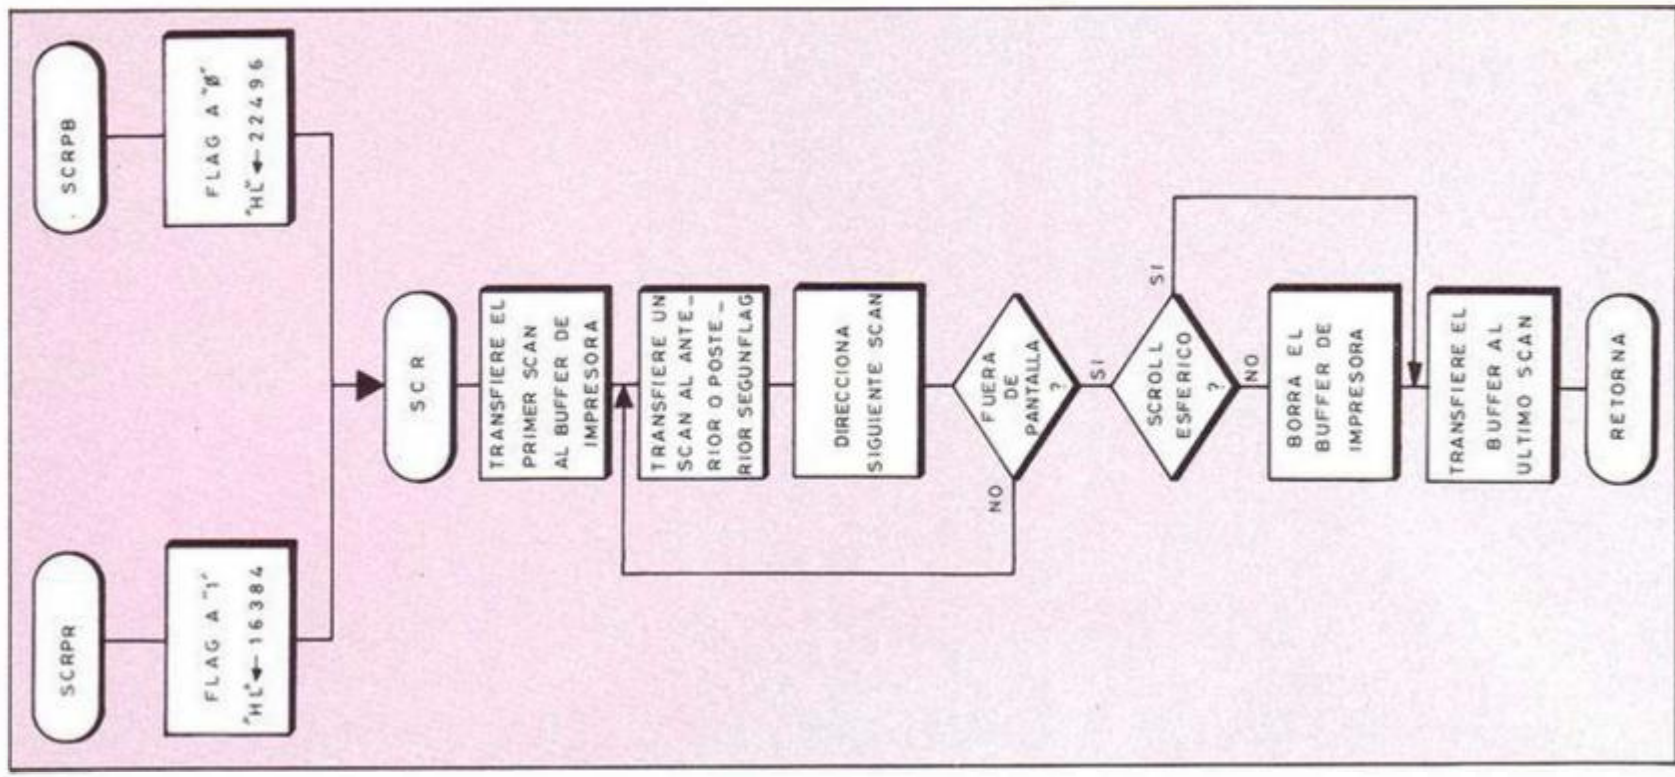 SCRPR
FLAG A "1"
"HL"←16384
SCRPB
FLAG A "Ø"
"HL"←22496
SCR
TRANSFIERE EL
PRIMER SCAN
AL BUFFER DE
IMPRESORA
TRANSFIERE UN
SCAN AL ANTE_
RIOR O POSTE_
RIOR SEGUNFLAG
DIRECCIONA
SIGUIENTE SCAN
FUERA
DE
PANTALLA
?
NO
SI
SCROLL
ESFERICO
?
SI
NO
BORRA EL
BUFFER DE
IMPRESORA
TRANSFIERE EL
BUFFER AL
ULTIMO SCAN
RETORNA